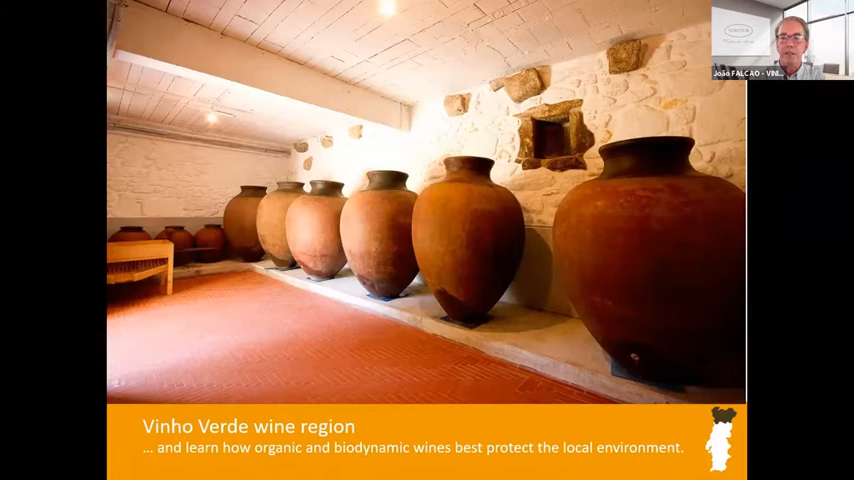 VINITUR
João FALCAO - VINI...
Vinho Verde wine region
... and learn how organic and biodynamic wines best protect the local environment.